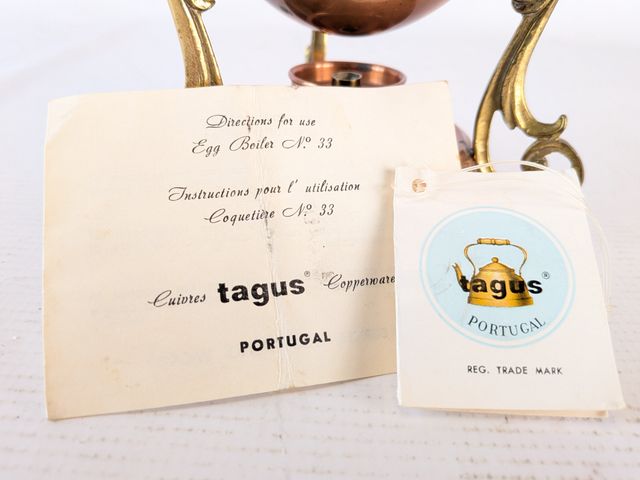 Directions for use
Egg Boiler Nº 33
Instructions pour l' utilisation
Coquetière Nº 33
Cuivres tagus® Copperware
PORTUGAL
tagus®
PORTUGAL
REG. TRADE MARK